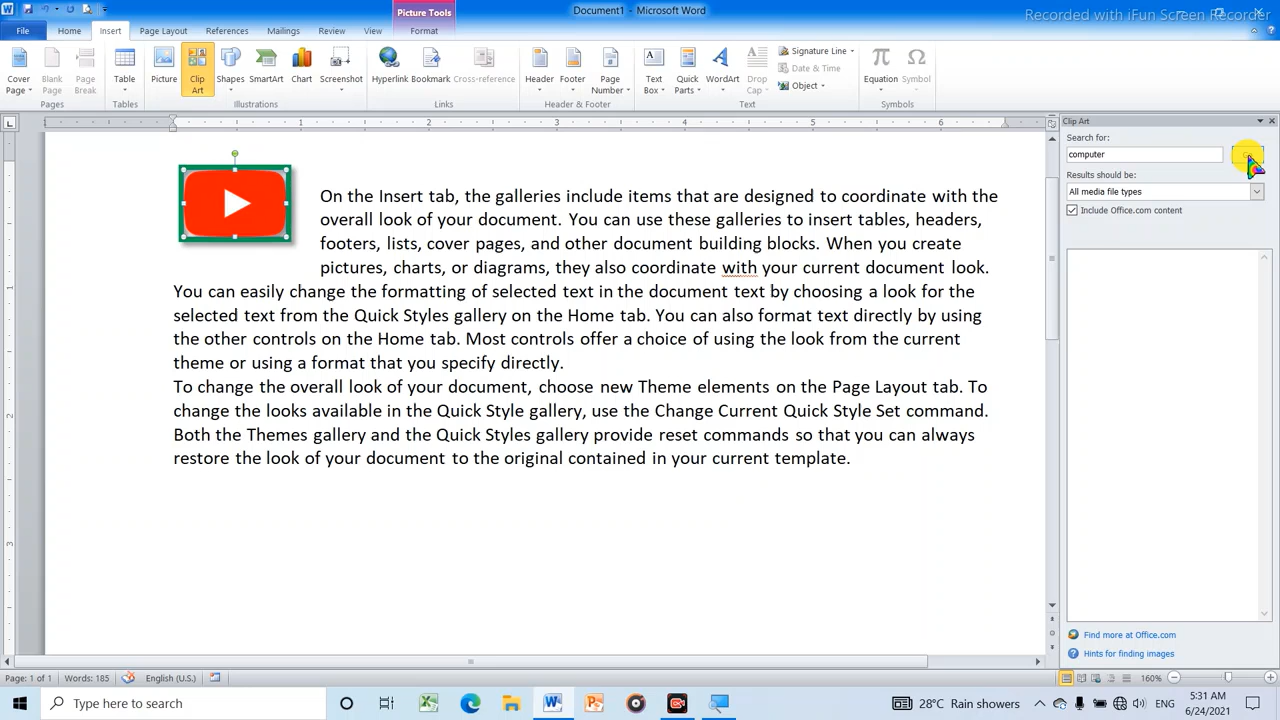 Picture Tools
Document1 - Microsoft Word
Recorded with iFun Screen Recorder
File Home Insert Page Layout References Mailings Review View Format
Cover Page
Blank Page
Page Break
Table
Picture
Clip Art
Shapes
SmartArt
Chart
Screenshot
Hyperlink
Bookmark
Cross-reference
Header
Footer
Page Number
Text Box
Quick Parts
WordArt
Drop Cap
Signature Line
Date & Time
Object
Equation
Symbol
Pages Tables Illustrations Links Header & Footer Text Symbols
1 1 2 3 4 5 6
Clip Art
Search for:
computer
Results should be:
All media file types
Include Office.com content
On the Insert tab, the galleries include items that are designed to coordinate with the
overall look of your document. You can use these galleries to insert tables, headers,
footers, lists, cover pages, and other document building blocks. When you create
pictures, charts, or diagrams, they also coordinate with your current document look.
You can easily change the formatting of selected text in the document text by choosing a look for the
selected text from the Quick Styles gallery on the Home tab. You can also format text directly by using
the other controls on the Home tab. Most controls offer a choice of using the look from the current
theme or using a format that you specify directly.
To change the overall look of your document, choose new Theme elements on the Page Layout tab. To
change the looks available in the Quick Style gallery, use the Change Current Quick Style Set command.
Both the Themes gallery and the Quick Styles gallery provide reset commands so that you can always
restore the look of your document to the original contained in your current template.
1
2
3
Find more at Office.com
Hints for finding images
Page: 1 of 1 Words: 185 English (U.S.) 160%
Type here to search
28°C Rain showers ENG
5:31 AM
6/24/2021